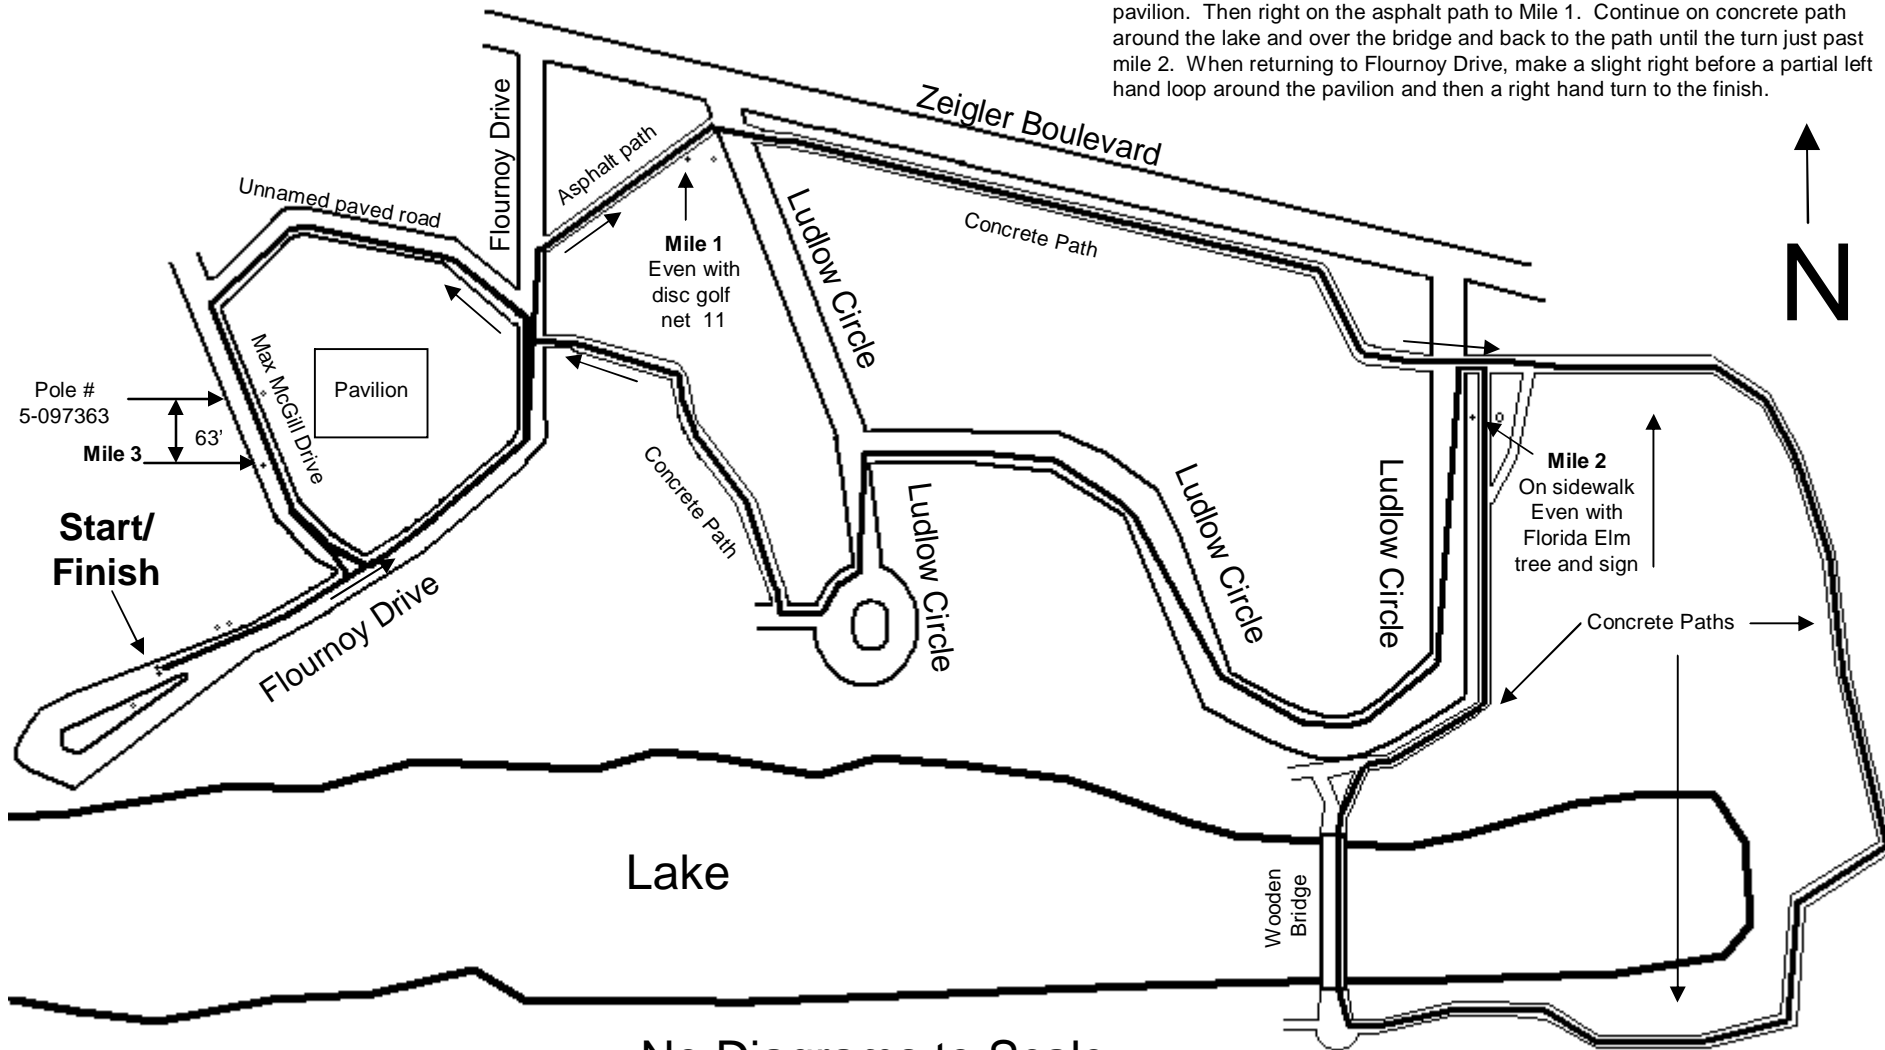 pavilion.  Then right on the asphalt path to Mile 1.  Continue on concrete path
around the lake and over the bridge and back to the path until the turn just past
mile 2.  When returning to Flournoy Drive, make a slight right before a partial left
hand loop around the pavilion and then a right hand turn to the finish.
Zeigler Boulevard
Flournoy Drive
Asphalt path
Unnamed paved road
Ludlow Circle
Concrete Path
N
Mile 1
Even with
disc golf
net  11
Max McGill Drive
Pavilion
Pole #
5-097363
63'
Mile 3
Concrete Path
Ludlow Circle
Ludlow Circle
Ludlow Circle
Mile 2
On sidewalk
Even with
Florida Elm
tree and sign
Start/
Finish
Flournoy Drive
Concrete Paths
Lake
Wooden
Bridge
No Diagrams to Scale